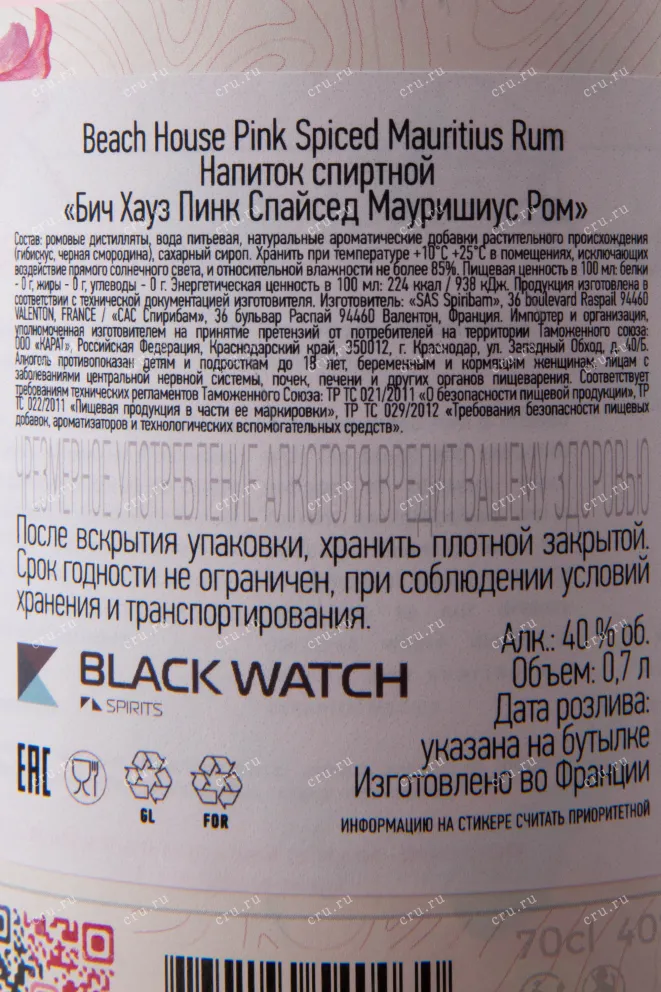 Beach House Pink Spiced Mauritius Rum
Напиток спиртной
«Бич Хауз Пинк Спайсед Мауришиус Ром»
Состав: ромовые дистилляты, вода питьевая, натуральные ароматические добавки растительного происхождения
(гибискус, черная смородина), сахарный сироп. Хранить при температуре +10°C +25°C в помещениях, исключающих
воздействие прямого солнечного света, и относительной влажности не более 85%. Пищевая ценность в 100 мл: белки
- 0 г, жиры - 0 г, углеводы - 0 г. Энергетическая ценность в 100 мл: 224 ккал / 938 кДж. Продукция изготовлена в
соответствии с технической документацией изготовителя. Изготовитель: «SAS Spiribam», 36 boulevard Raspail 94460
VALENTON, FRANCE / «САС Спирибам», 36 бульвар Распай 94460 Валентон, Франция. Импортер и организация,
уполномоченная изготовителем на принятие претензий от потребителей на территории Таможенного союза:
ООО «КАРАТ», Российская Федерация, Краснодарский край, 350012, г. Краснодар, ул. Западный Обход, д. 40/Б.
Алкоголь противопоказан детям и подросткам до 18 лет, беременным и кормящим женщинам, лицам с
заболеваниями центральной нервной системы, почек, печени и других органов пищеварения. Соответствует
требованиям технических регламентов Таможенного Союза: ТР ТС 021/2011 «О безопасности пищевой продукции», ТР
ТС 022/2011 «Пищевая продукция в части ее маркировки», ТР ТС 029/2012 «Требования безопасности пищевых
добавок, ароматизаторов и технологических вспомогательных средств».
ЧРЕЗМЕРНОЕ УПОТРЕБЛЕНИЕ АЛКОГОЛЯ ВРЕДИТ ВАШЕМУ ЗДОРОВЬЮ
После вскрытия упаковки, хранить плотной закрытой.
Срок годности не ограничен, при соблюдении условий
хранения и транспортирования.
BLACK WATCH
SPIRITS
Алк.: 40 % об.
Объем: 0,7 л
Дата розлива:
указана на бутылке
Изготовлено во Франции
EAC
GL
FOR
ИНФОРМАЦИЮ НА СТИКЕРЕ СЧИТАТЬ ПРИОРИТЕТНОЙ
70cl 40
cru.ru